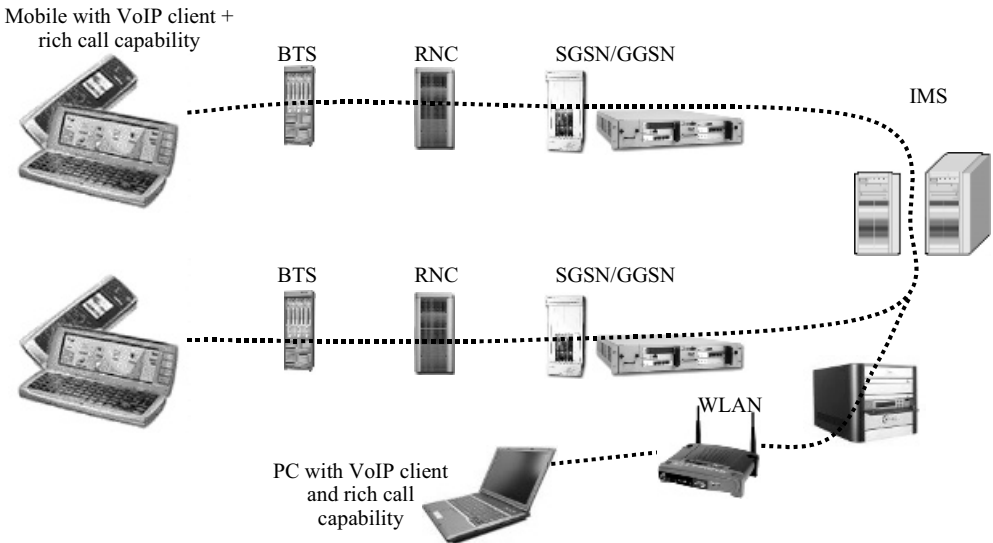 Mobile with VoIP client +
rich call capability
BTS
RNC
SGSN/GGSN
IMS
BTS
RNC
SGSN/GGSN
WLAN
PC with VoIP client
and rich call
capability